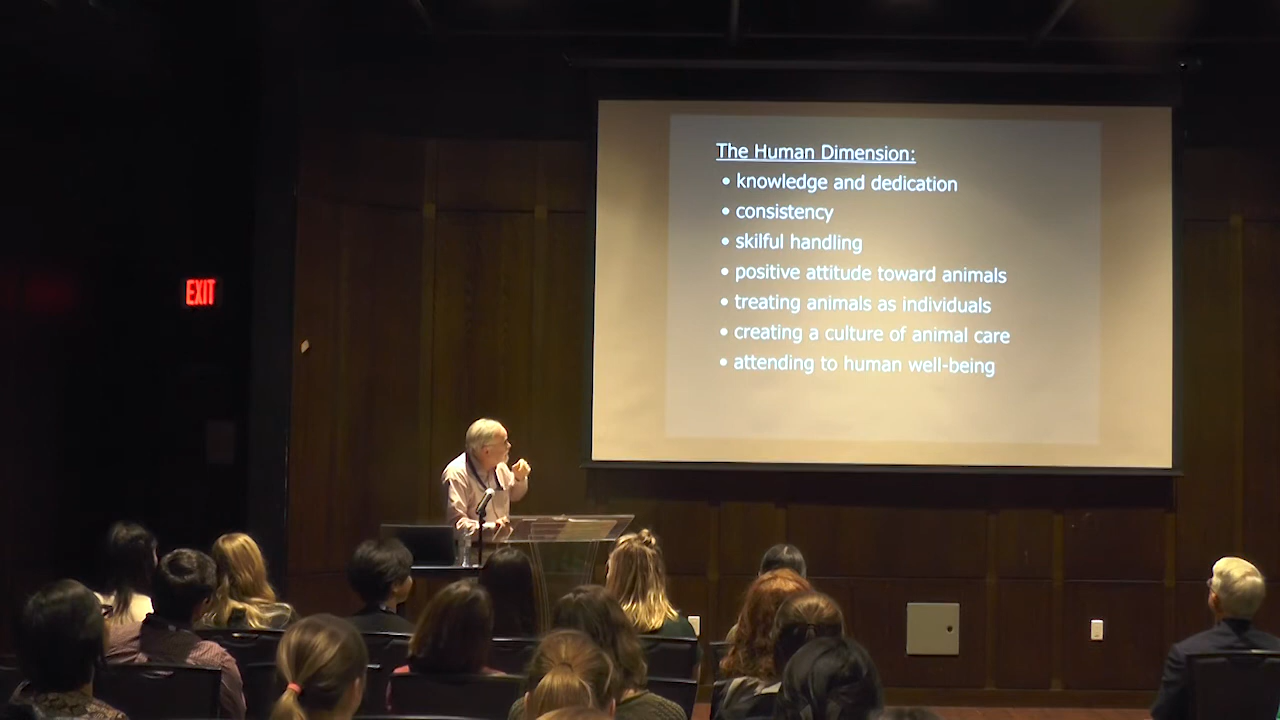 The Human Dimension:
• knowledge and dedication
• consistency
• skilful handling
• positive attitude toward animals
• treating animals as individuals
• creating a culture of animal care
• attending to human well-being
EXIT